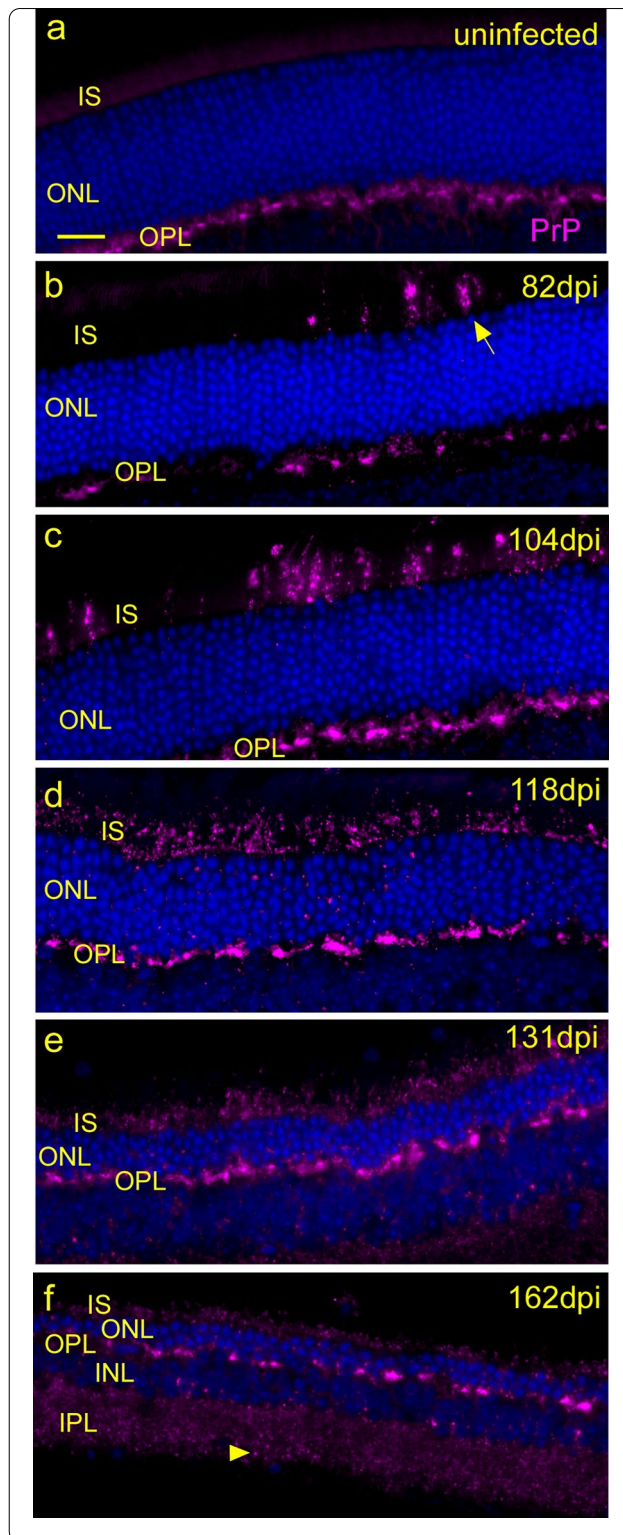 a
uninfected
IS
ONL
OPL
PrP
b
82dpi
IS
ONL
OPL
c
104dpi
IS
ONL
OPL
d
118dpi
IS
ONL
OPL
e
131dpi
IS
ONL
OPL
f
162dpi
IS
ONL
OPL
INL
IPL